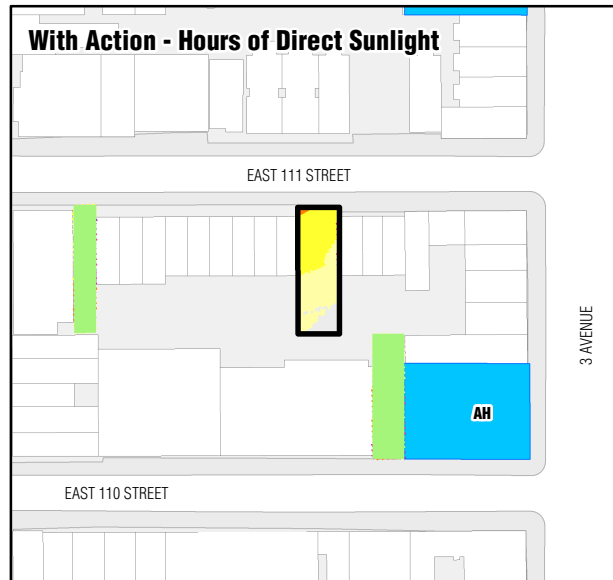 With Action - Hours of Direct Sunlight
EAST 111 STREET
3 AVENUE
AH
EAST 110 STREET